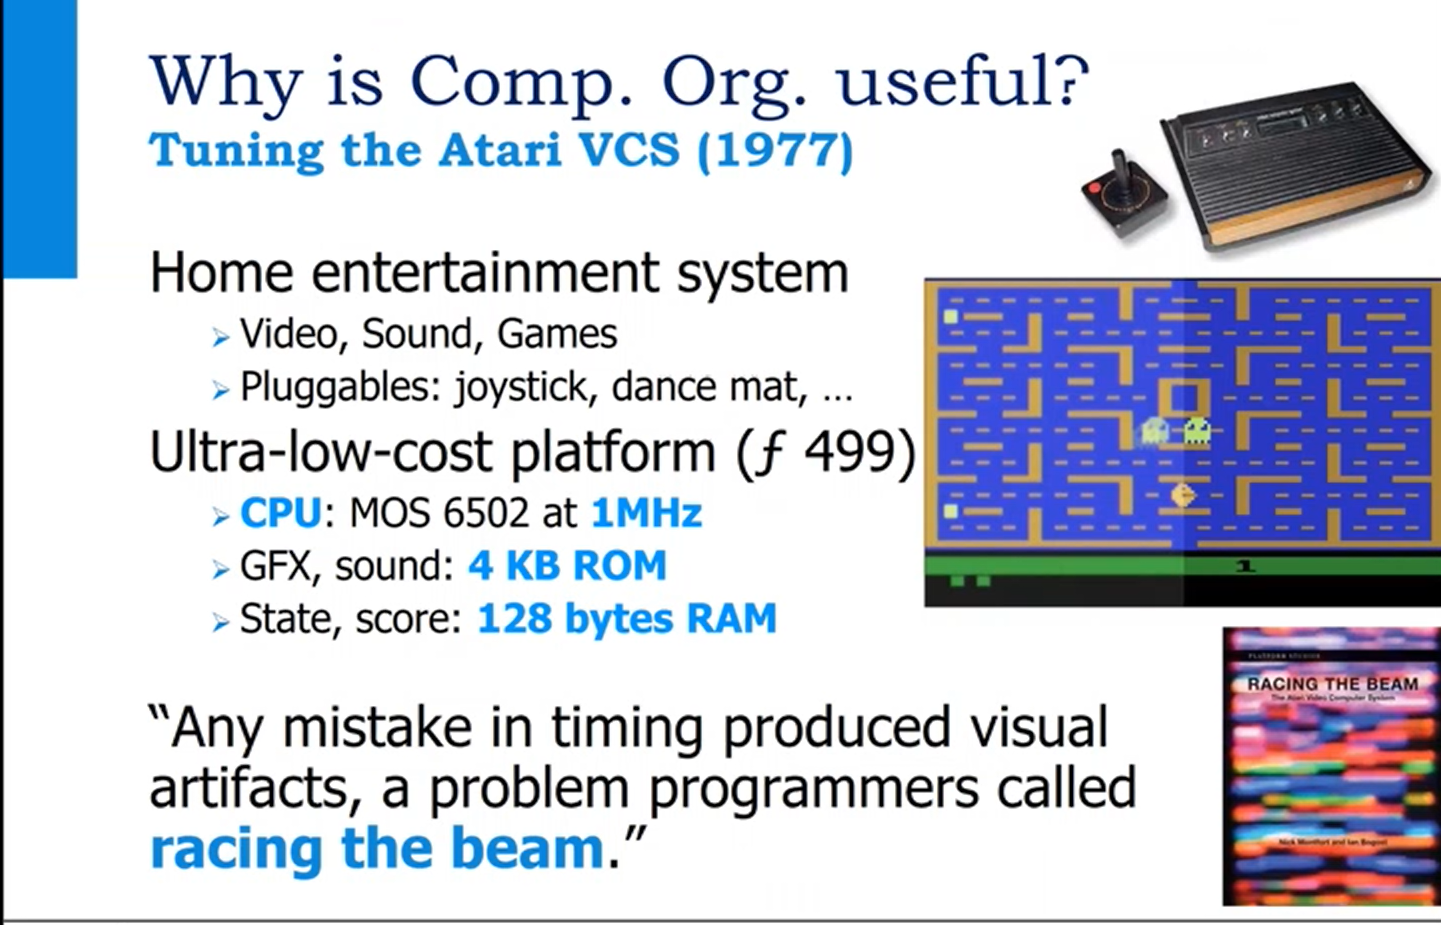 Why is Comp. Org. useful?
Tuning the Atari VCS (1977)
Home entertainment system
Video, Sound, Games
Pluggables: joystick, dance mat, ...
Ultra-low-cost platform (ƒ 499)
CPU: MOS 6502 at 1MHz
GFX, sound: 4 KB ROM
State, score: 128 bytes RAM
1
“Any mistake in timing produced visual
artifacts, a problem programmers called
racing the beam.”
PLATFORM STUDIES
RACING THE BEAM
The Atari Video Computer System
Nick Montfort and Ian Bogost